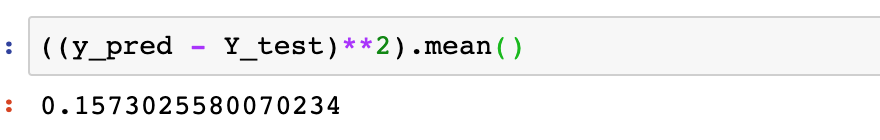 : ((y_pred - Y_test)**2).mean()
: 0.1573025580070234